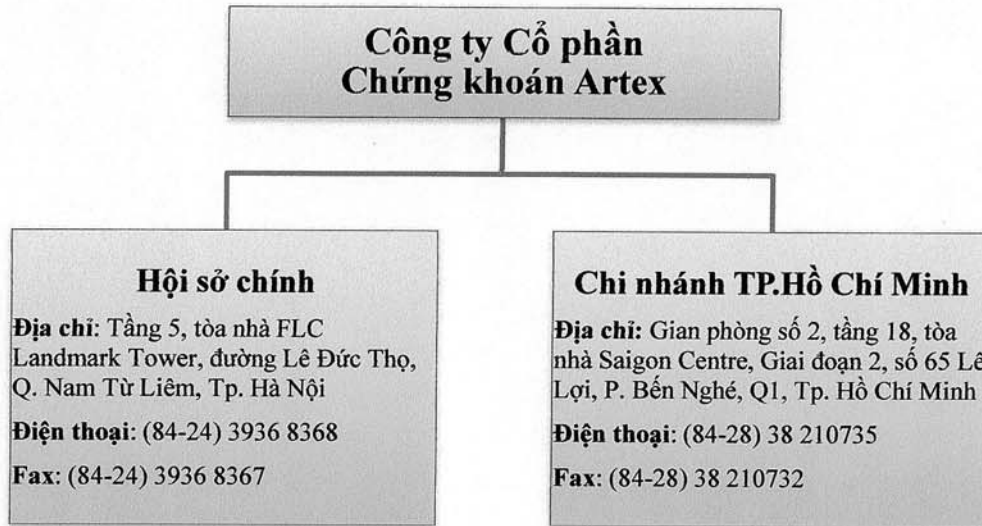 Công ty Cổ phần
Chứng khoán Artex
Hội sở chính
Địa chỉ: Tầng 5, tòa nhà FLC
Landmark Tower, đường Lê Đức Thọ,
Q. Nam Từ Liêm, Tp. Hà Nội
Điện thoại: (84-24) 3936 8368
Fax: (84-24) 3936 8367
Chi nhánh TP.Hồ Chí Minh
Địa chỉ: Gian phòng số 2, tầng 18, tòa
nhà Saigon Centre, Giai đoạn 2, số 65 Lê
Lợi, P. Bến Nghé, Q1, Tp. Hồ Chí Minh
Điện thoại: (84-28) 38 210735
Fax: (84-28) 38 210732